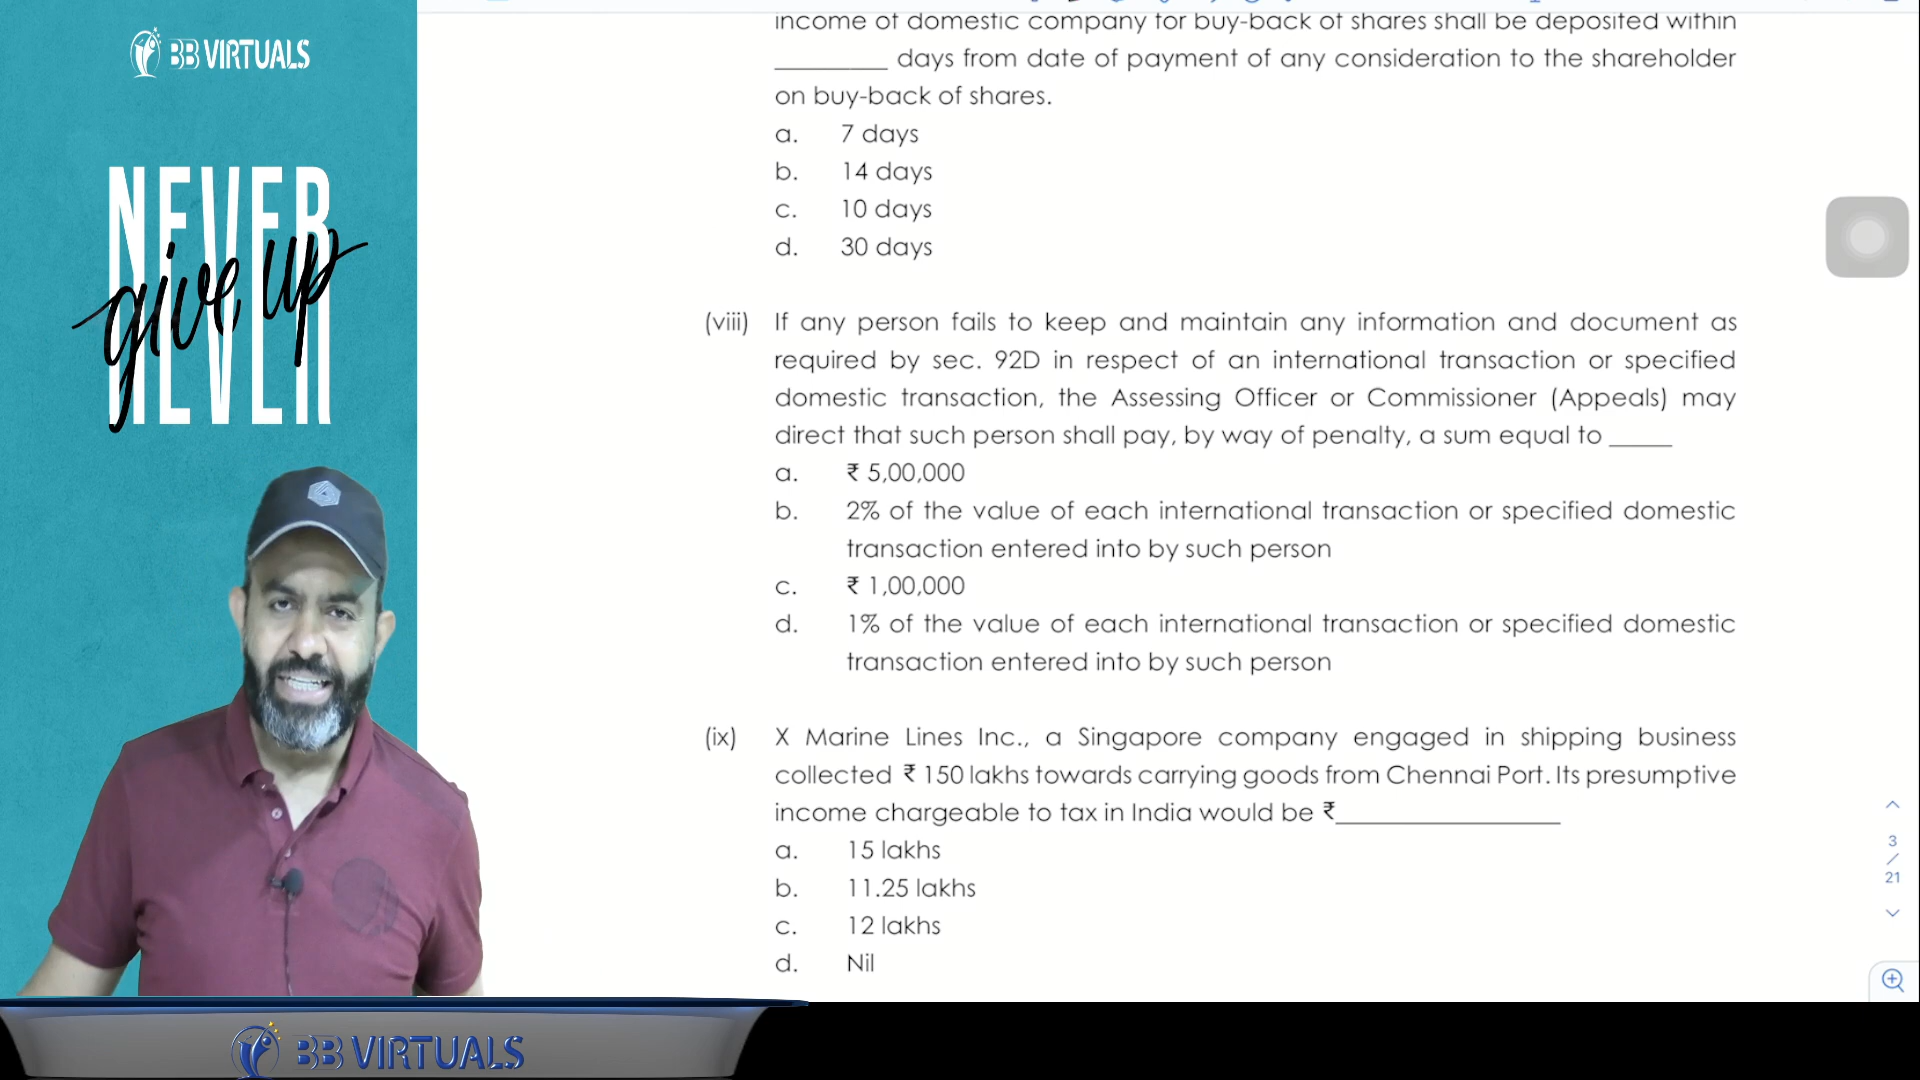 BB VIRTUALS
NEVER
give up
NEVER
income of domestic company for buy-back of shares shall be deposited within
_________ days from date of payment of any consideration to the shareholder
on buy-back of shares.
a. 7 days
b. 14 days
c. 10 days
d. 30 days
(viii) If any person fails to keep and maintain any information and document as
required by sec. 92D in respect of an international transaction or specified
domestic transaction, the Assessing Officer or Commissioner (Appeals) may
direct that such person shall pay, by way of penalty, a sum equal to _____
a. ₹ 5,00,000
b. 2% of the value of each international transaction or specified domestic
transaction entered into by such person
c. ₹ 1,00,000
d. 1% of the value of each international transaction or specified domestic
transaction entered into by such person
(ix) X Marine Lines Inc., a Singapore company engaged in shipping business
collected ₹ 150 lakhs towards carrying goods from Chennai Port. Its presumptive
income chargeable to tax in India would be ₹__________________
a. 15 lakhs
b. 11.25 lakhs
c. 12 lakhs
d. Nil
3
/
21
BB VIRTUALS